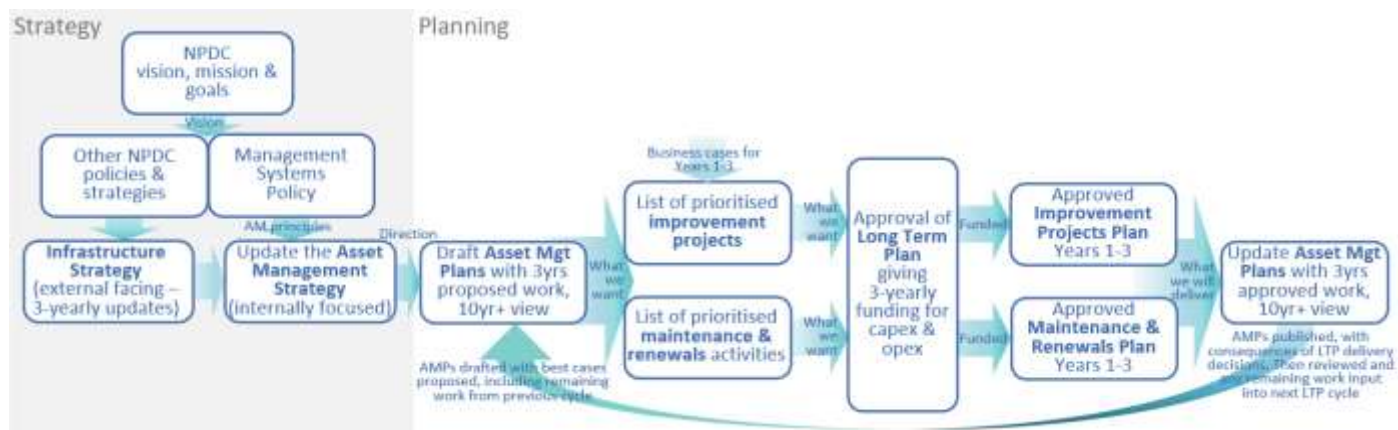 Strategy
Planning
NPDC
vision, mission &
goals
Vision
Other NPDC
policies &
strategies
Management
Systems
Policy
AM principles
Infrastructure
Strategy
(external facing –
3-yearly updates)
Update the Asset
Management
Strategy
(internally focused)
Direction
Draft Asset Mgt
Plans with 3yrs
proposed work,
10yr+ view
AMPs drafted with best cases
proposed, including remaining
work from previous cycle
What
we
want
Business cases for
Years 1-3
List of prioritised
improvement
projects
List of prioritised
maintenance &
renewals activities
What
we
want
What
we
want
Approval of
Long Term
Plan
giving
3-yearly
funding for
capex &
opex
Funded
Funded
Approved
Improvement
Projects Plan
Years 1-3
Approved
Maintenance &
Renewals Plan
Years 1-3
What
we will
deliver
Update Asset Mgt
Plans with 3yrs
approved work,
10yr+ view
AMPs published, with
consequences of LTP delivery
decisions. Then reviewed and
any remaining work input
into next LTP cycle